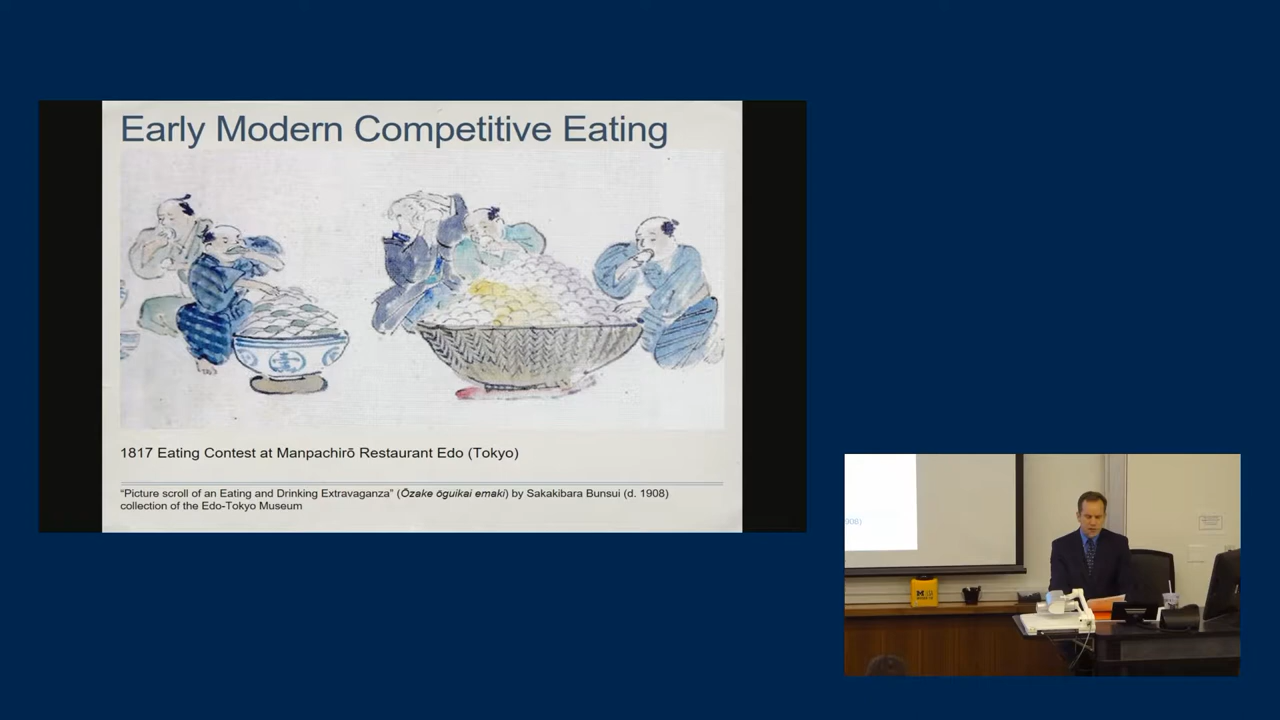 Early Modern Competitive Eating
1817 Eating Contest at Manpachirō Restaurant Edo (Tokyo)
“Picture scroll of an Eating and Drinking Extravaganza” (Ōzake ōguikai emaki) by Sakakibara Bunsui (d. 1908)
collection of the Edo-Tokyo Museum
908)
M